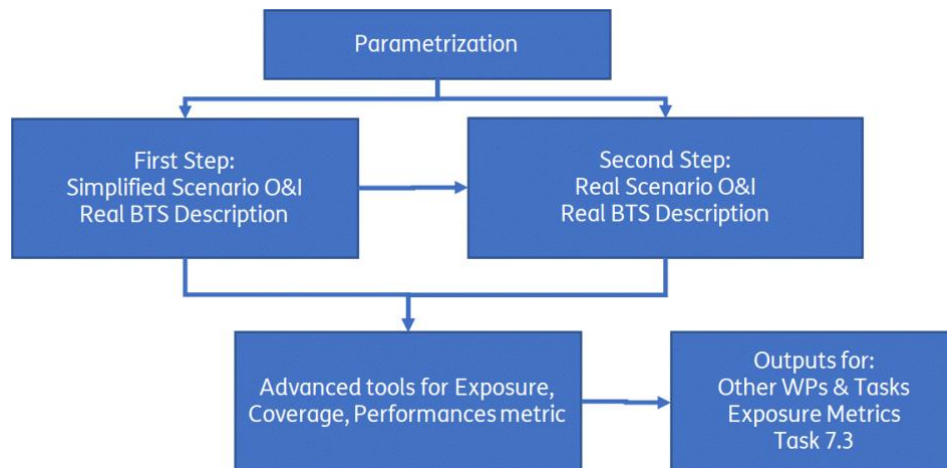 Parametrization
First Step:
Simplified Scenario O&I
Real BTS Description
Second Step:
Real Scenario O&I
Real BTS Description
Advanced tools for Exposure,
Coverage, Performances metric
Outputs for:
Other WPs & Tasks
Exposure Metrics
Task 7.3